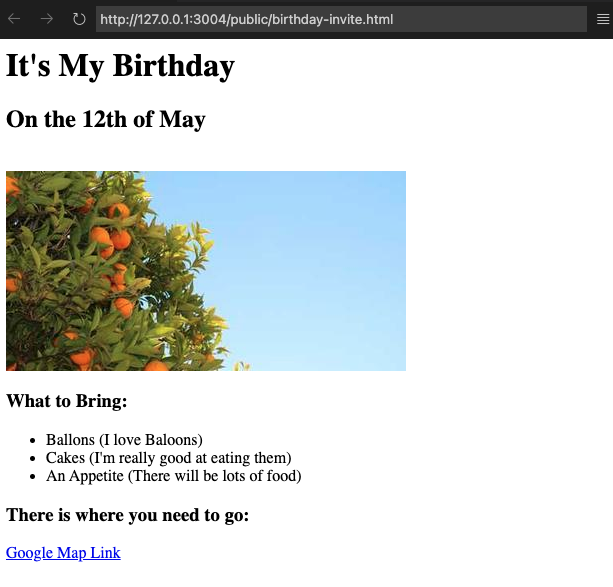 http://127.0.0.1:3004/public/birthday-invite.html
It's My Birthday
On the 12th of May
What to Bring:
Ballons (I love Baloons)
Cakes (I'm really good at eating them)
An Appetite (There will be lots of food)
There is where you need to go:
Google Map Link